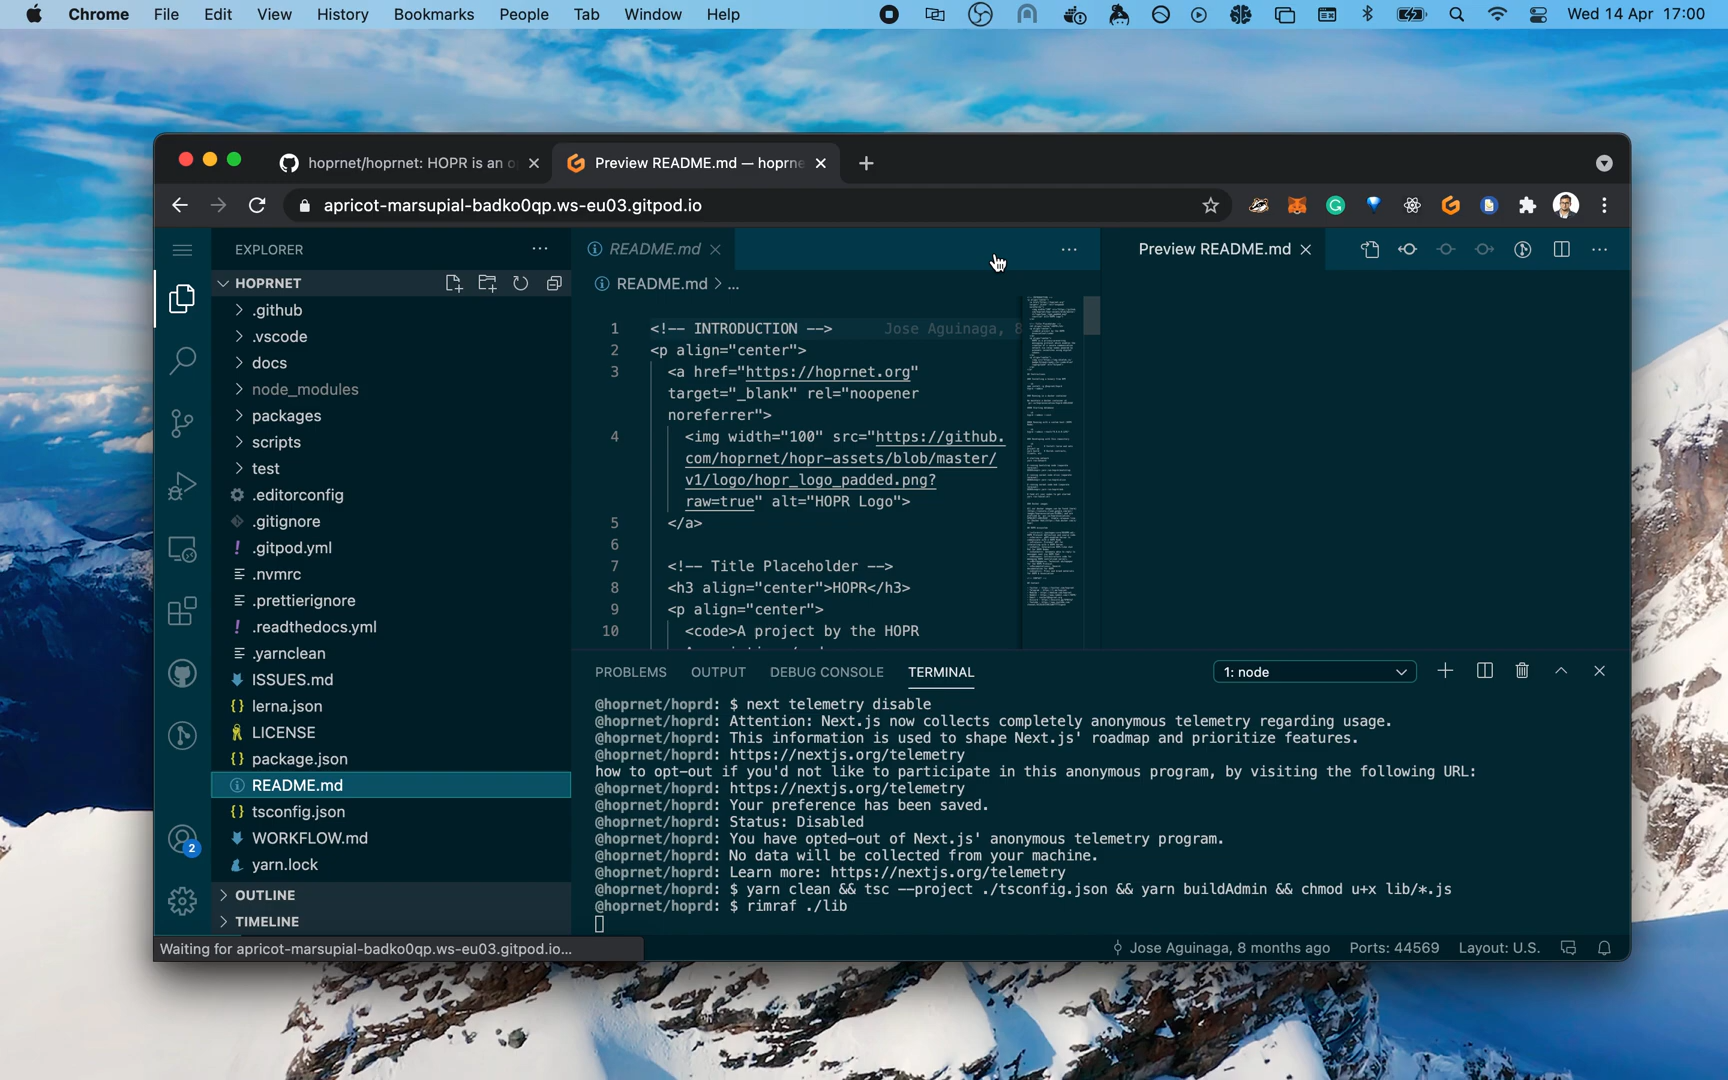 Chrome File Edit View History Bookmarks People Tab Window Help Wed 14 Apr 17:00
hoprnet/hoprnet: HOPR is an o Preview README.md — hoprne
apricot-marsupial-badko0qp.ws-eu03.gitpod.io
EXPLORER
HOPRNET
.github
.vscode
docs
node_modules
packages
scripts
test
.editorconfig
.gitignore
.gitpod.yml
.nvmrc
.prettierignore
.readthedocs.yml
.yarnclean
ISSUES.md
lerna.json
LICENSE
package.json
README.md
tsconfig.json
WORKFLOW.md
yarn.lock
OUTLINE
TIMELINE
2
README.md
README.md > ...
1 <!-- INTRODUCTION --> Jose Aguinaga, 8
2 <p align="center">
3 <a href="https://hoprnet.org"
target="_blank" rel="noopener
noreferrer">
4 <img width="100" src="https://github.
com/hoprnet/hopr-assets/blob/master/
v1/logo/hopr_logo_padded.png?
raw=true" alt="HOPR Logo">
5 </a>
6
7 <!-- Title Placeholder -->
8 <h3 align="center">HOPR</h3>
9 <p align="center">
10 <code>A project by the HOPR
Preview README.md
PROBLEMS OUTPUT DEBUG CONSOLE TERMINAL 1: node
@hoprnet/hoprd: $ next telemetry disable
@hoprnet/hoprd: Attention: Next.js now collects completely anonymous telemetry regarding usage.
@hoprnet/hoprd: This information is used to shape Next.js' roadmap and prioritize features.
@hoprnet/hoprd: https://nextjs.org/telemetry
how to opt-out if you'd not like to participate in this anonymous program, by visiting the following URL:
@hoprnet/hoprd: https://nextjs.org/telemetry
@hoprnet/hoprd: Your preference has been saved.
@hoprnet/hoprd: Status: Disabled
@hoprnet/hoprd: You have opted-out of Next.js' anonymous telemetry program.
@hoprnet/hoprd: No data will be collected from your machine.
@hoprnet/hoprd: Learn more: https://nextjs.org/telemetry
@hoprnet/hoprd: $ yarn clean && tsc --project ./tsconfig.json && yarn buildAdmin && chmod u+x lib/*.js
@hoprnet/hoprd: $ rimraf ./lib
Waiting for apricot-marsupial-badko0qp.ws-eu03.gitpod.io...
Jose Aguinaga, 8 months ago Ports: 44569 Layout: U.S.